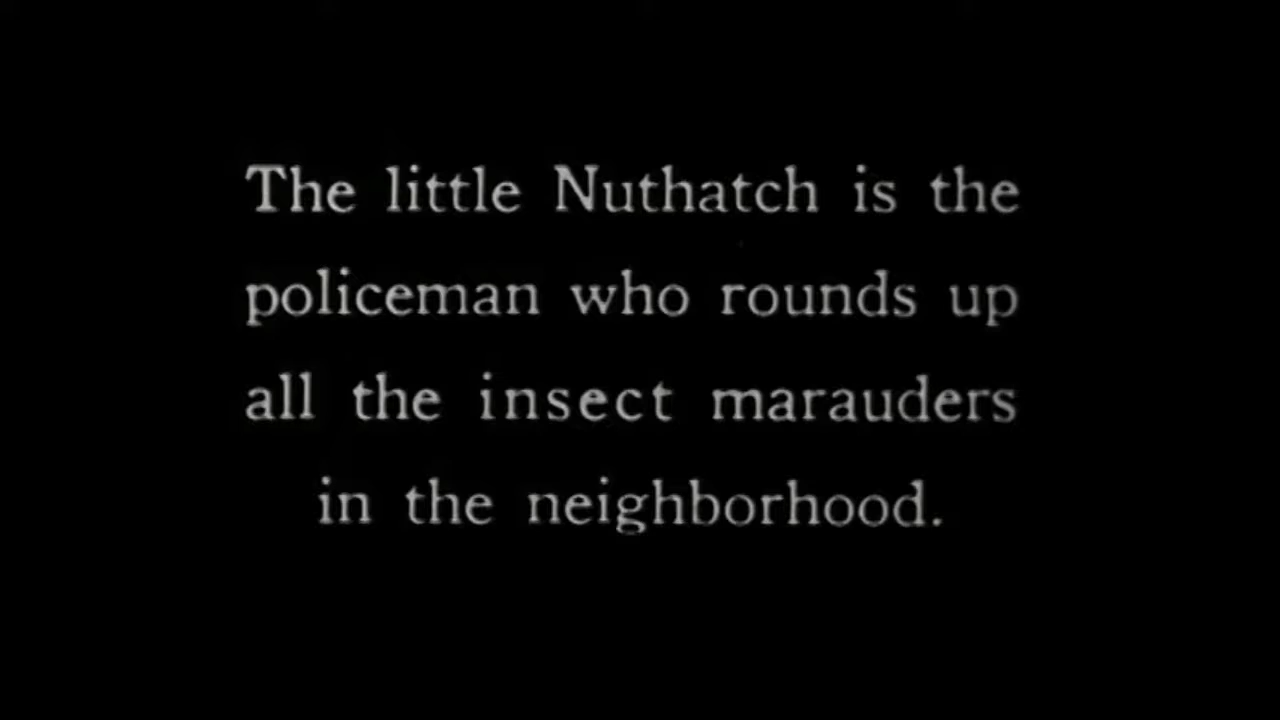 The little Nuthatch is the
policeman who rounds up
all the insect marauders
in the neighborhood.